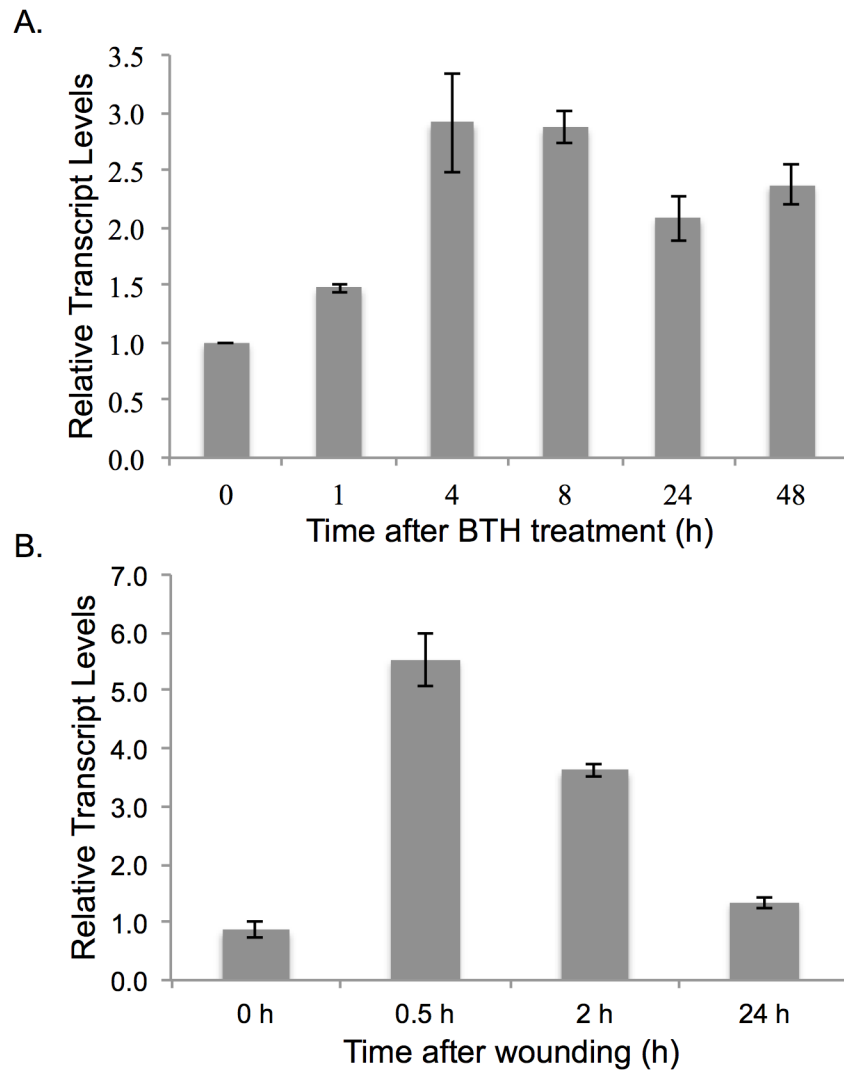 A.
Relative Transcript Levels
3.5
3.0
2.5
2.0
1.5
1.0
0.5
0.0
0 1 4 8 24 48
Time after BTH treatment (h)
B.
Relative Transcript Levels
7.0
6.0
5.0
4.0
3.0
2.0
1.0
0.0
0 h 0.5 h 2 h 24 h
Time after wounding (h)